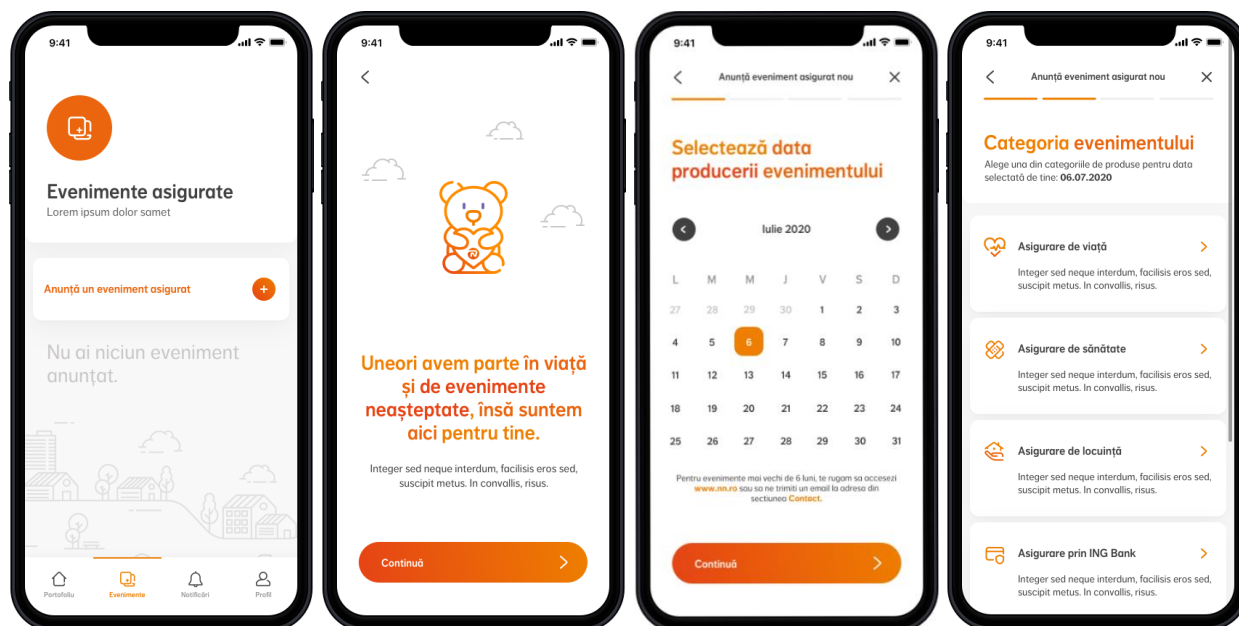 9:41
Evenimente asigurate
Lorem ipsum dolor samet
Anunță un eveniment asigurat
Nu ai niciun eveniment
anunțat.
Portofoliu
Evenimente
Notificări
Profil
9:41
Uneori avem parte în viață
și de evenimente
neașteptate, însă suntem
aici pentru tine.
Integer sed neque interdum, facilisis eros sed,
suscipit metus. In convallis, risus.
Continuă
9:41
Anunță eveniment asigurat nou
Selectează data
producerii evenimentului
Iulie 2020
L M M J V S D
27 28 29 30 1 2 3
4 5 6 7 8 9 10
11 12 13 14 15 16 17
18 19 20 21 22 23 24
25 26 27 28 29 30 31
Pentru evenimente mai vechi de 6 luni, te rugam sa accesezi
www.nn.ro sau sa ne trimiti un email la adresa din
sectiunea Contact.
Continuă
9:41
Anunță eveniment asigurat nou
Categoria evenimentului
Alege una din categoriile de produse pentru data
selectată de tine: 06.07.2020
Asigurare de viață
Integer sed neque interdum, facilisis eros sed,
suscipit metus. In convallis, risus.
Asigurare de sănătate
Integer sed neque interdum, facilisis eros sed,
suscipit metus. In convallis, risus.
Asigurare de locuință
Integer sed neque interdum, facilisis eros sed,
suscipit metus. In convallis, risus.
Asigurare prin ING Bank
Integer sed neque interdum, facilisis eros sed,
suscipit metus. In convallis, risus.